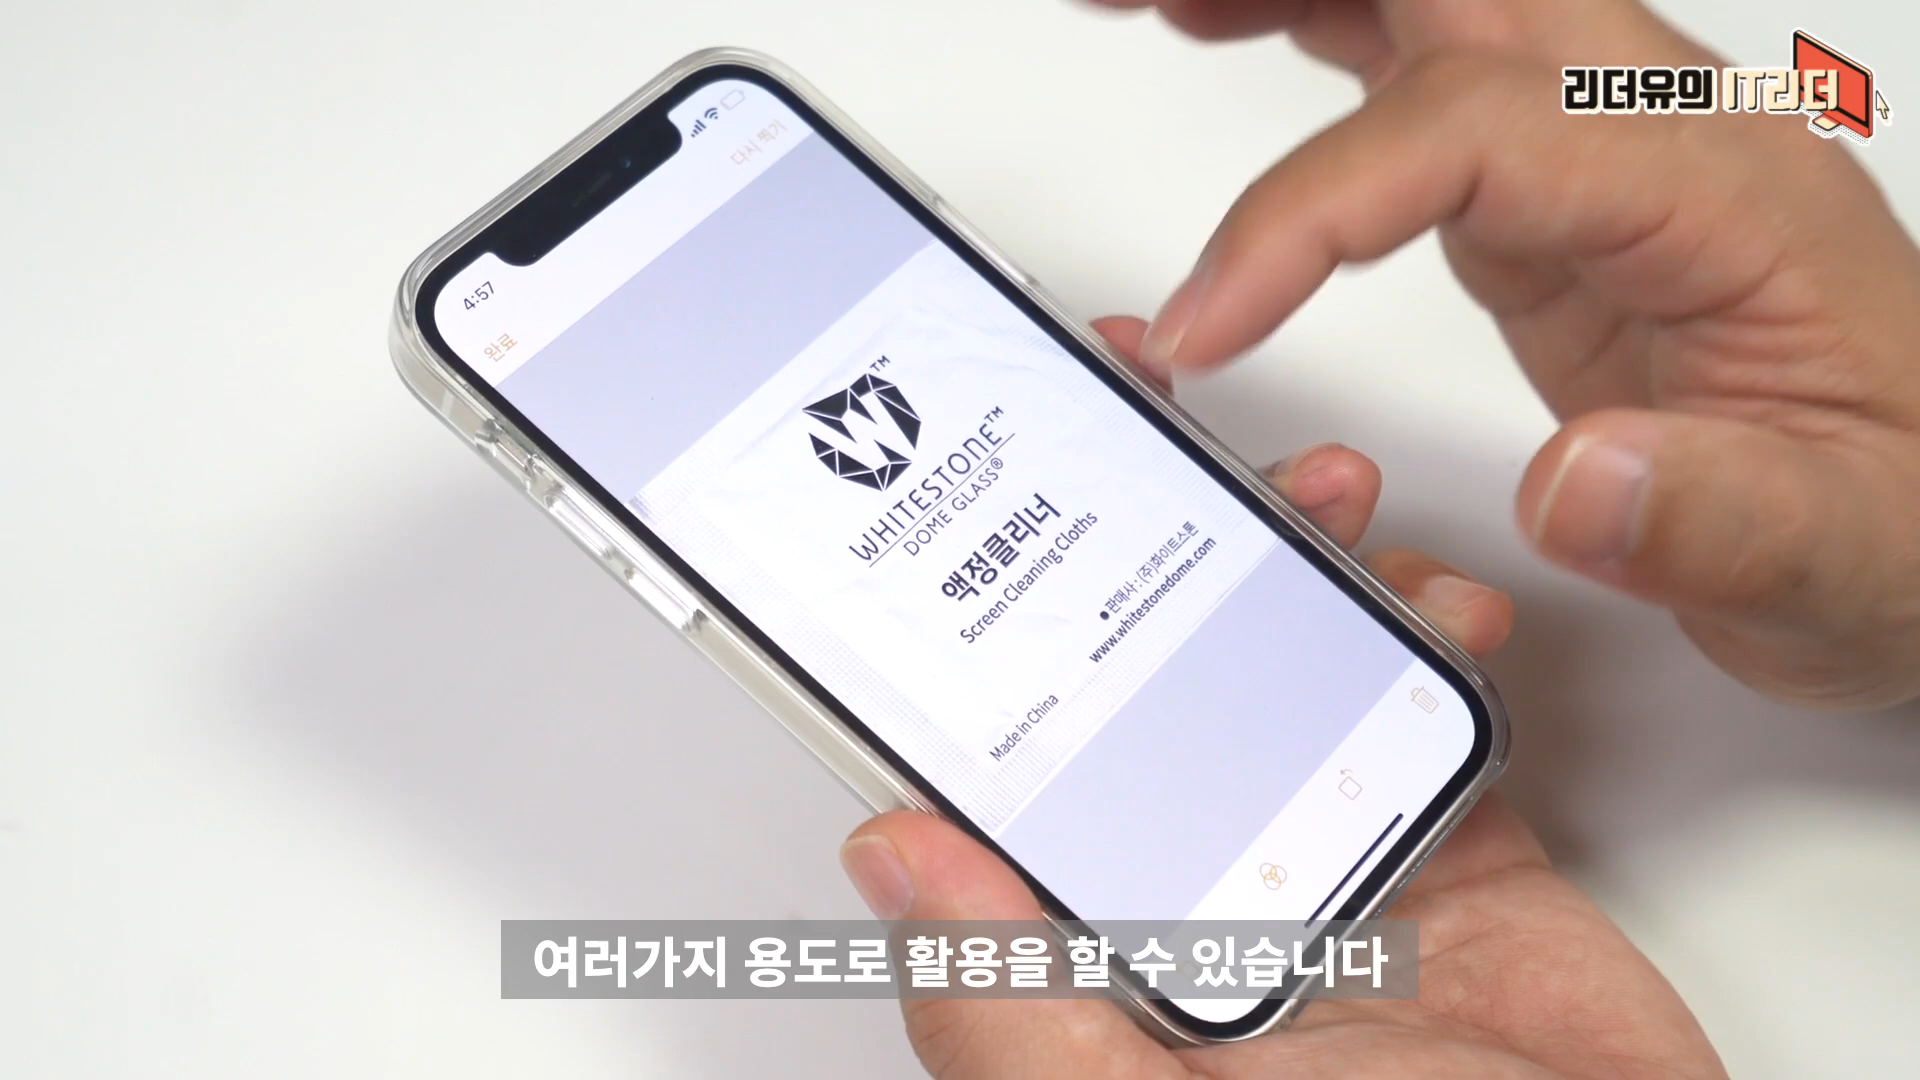 리더유의 IT리더
4:57
다시 찍기
완료
W™
WHITESTONE™
DOME GLASS®
액정클리너
Screen Cleaning Cloths
● 판매사 : (주)화이트스톤
www.whitestonedome.com
Made in China
여러가지 용도로 활용을 할 수 있습니다